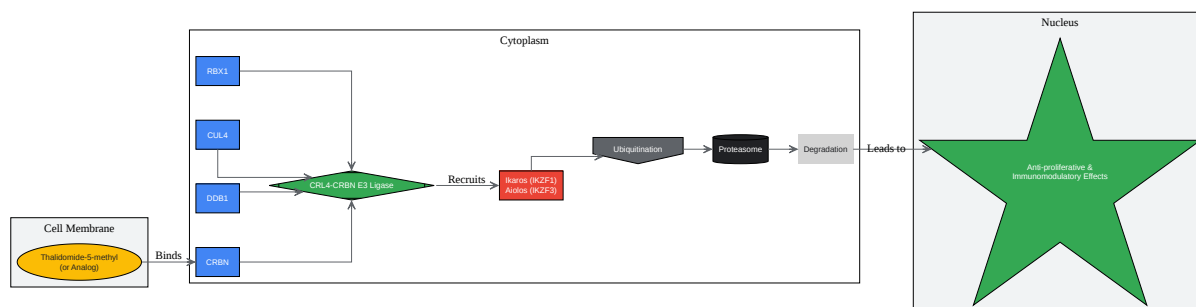 Cell Membrane
Thalidomide-5-methyl
(or Analog)
Binds
Cytoplasm
RBX1
CUL4
DDB1
CRBN
CRL4-CRBN E3 Ligase
Recruits
Ikaros (IKZF1)
Aiolos (IKZF3)
Ubiquitination
Proteasome
Degradation
Leads to
Nucleus
Anti-proliferative &
Immunomodulatory Effects